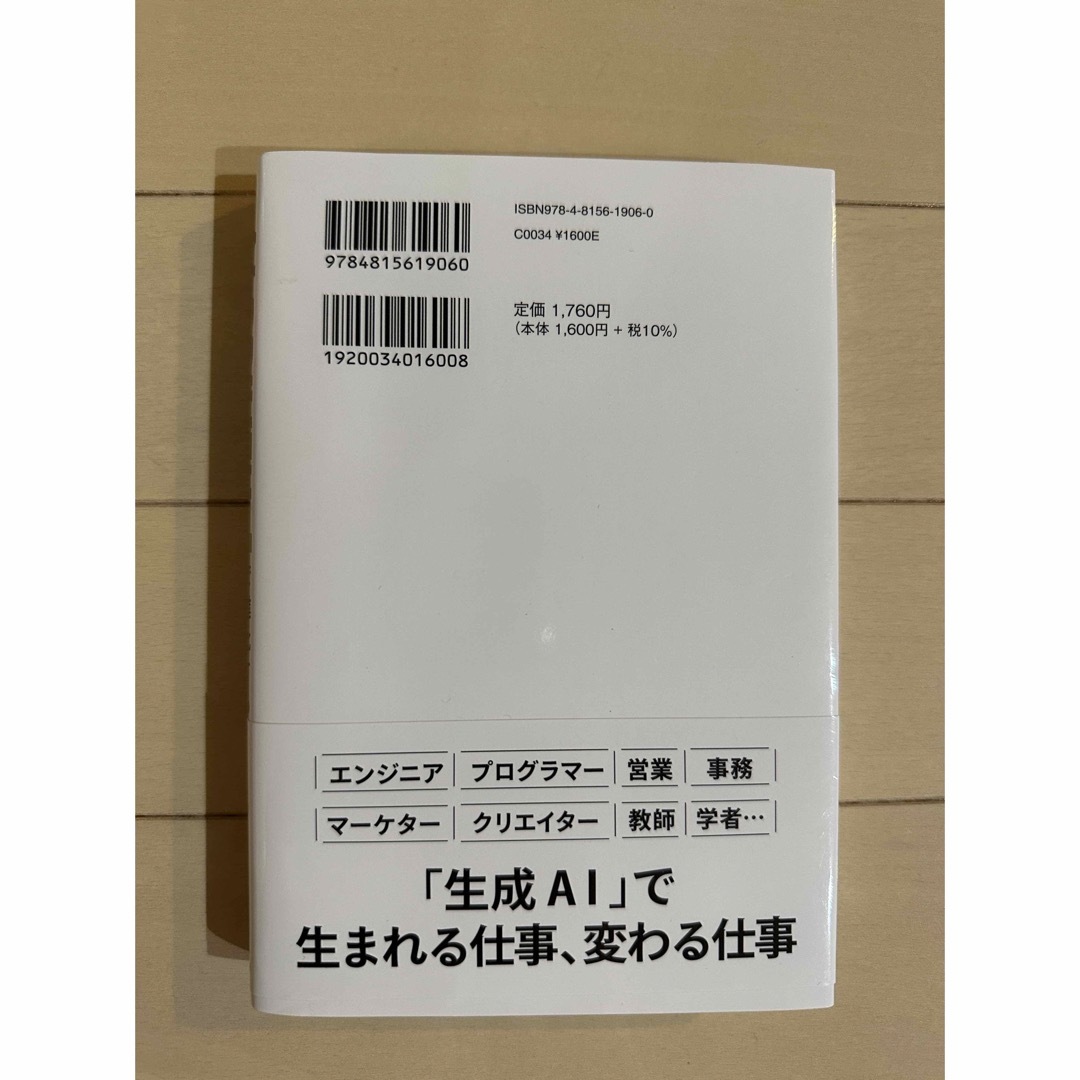 ISBN978-4-8156-1906-0
C0034 ¥1600E
9784815619060
定価 1,760円
(本体 1,600円 + 税10%)
1920034016008
エンジニア プログラマー 営業 事務
マーケター クリエイター 教師 学者…
「生成AI」で
生まれる仕事、変わる仕事